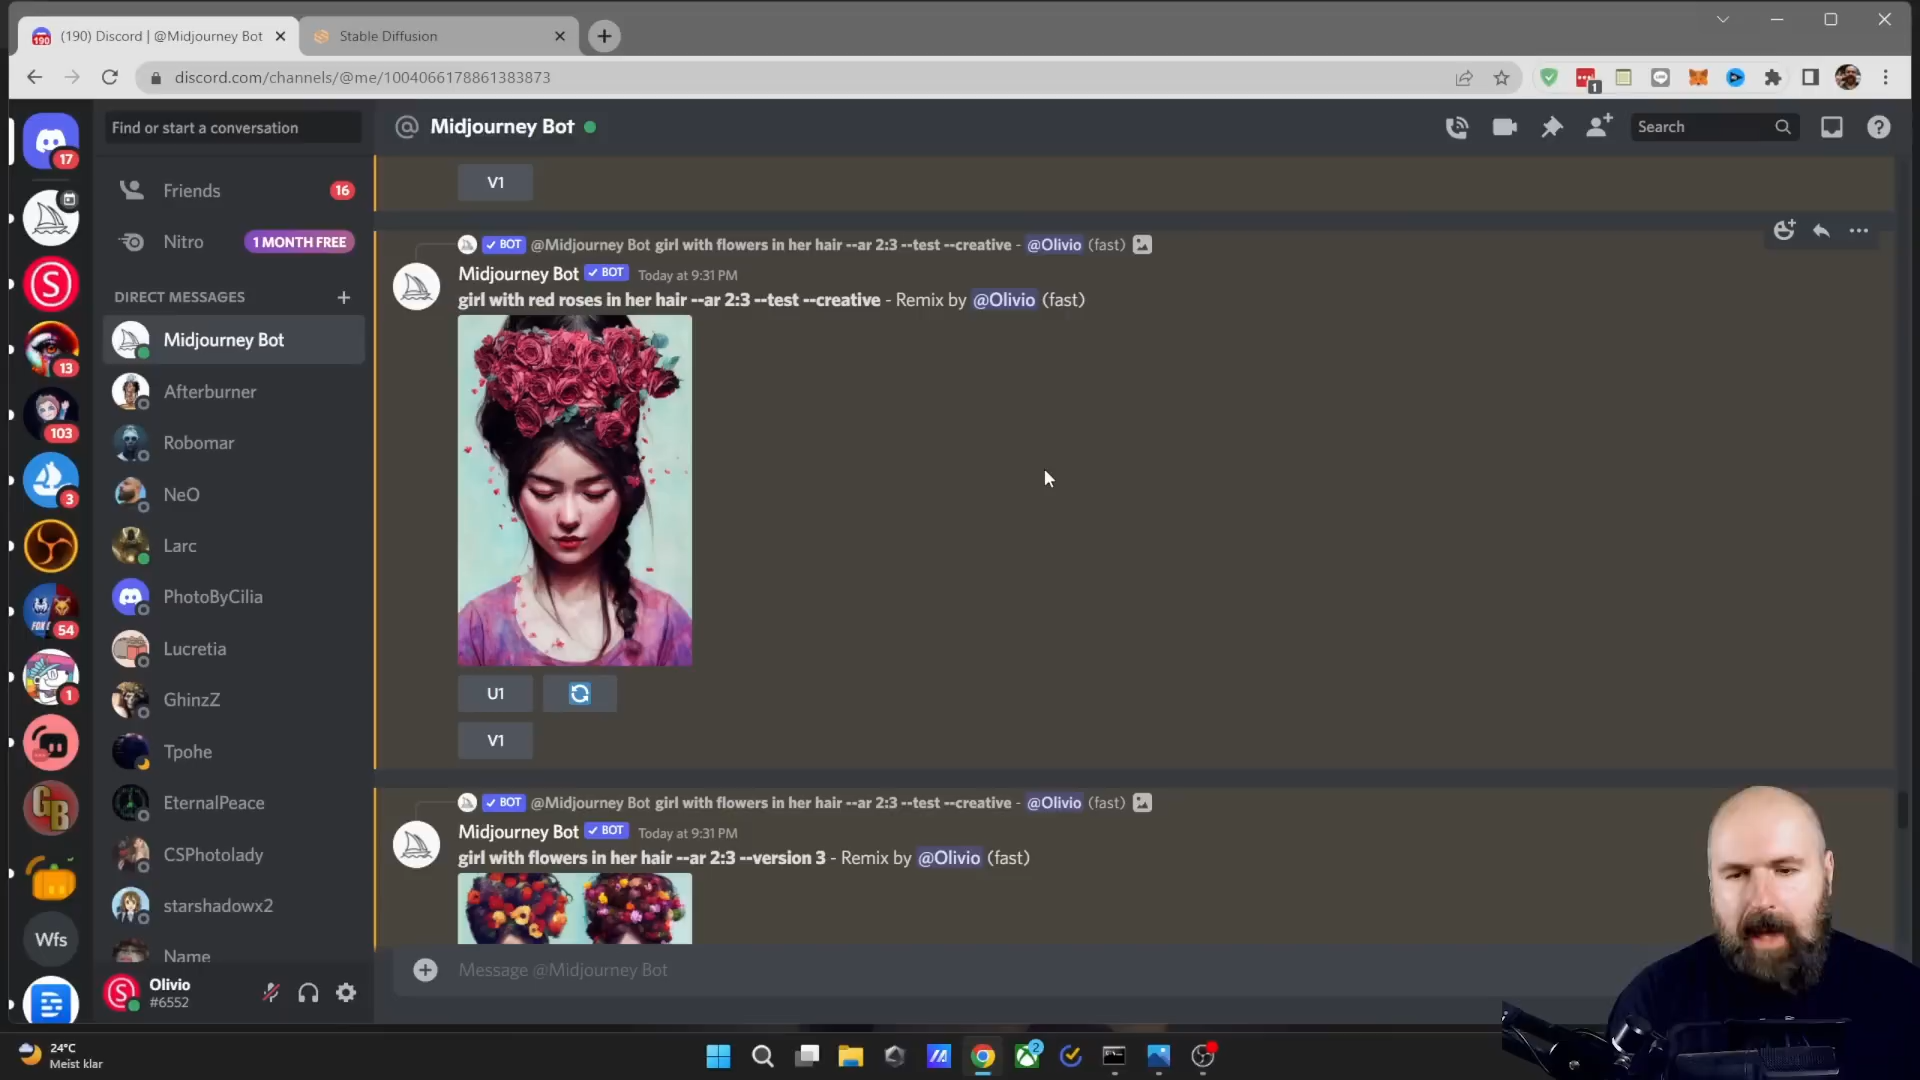 (190) Discord | @Midjourney Bot
Stable Diffusion
discord.com/channels/@me/1004066178861383873
1
Find or start a conversation
Midjourney Bot
Search
17
Friends
16
Nitro
1 MONTH FREE
DIRECT MESSAGES
Midjourney Bot
Afterburner
Robomar
NeO
Larc
PhotoByCilia
Lucretia
GhinzZ
Tpohe
EternalPeace
CSPhotolady
starshadowx2
Name
13
103
3
54
1
GB
Wfs
Olivio
#6552
V1
BOT @Midjourney Bot girl with flowers in her hair --ar 2:3 --test --creative - @Olivio (fast)
Midjourney Bot BOT Today at 9:31 PM
girl with red roses in her hair --ar 2:3 --test --creative - Remix by @Olivio (fast)
U1
V1
BOT @Midjourney Bot girl with flowers in her hair --ar 2:3 --test --creative - @Olivio (fast)
Midjourney Bot BOT Today at 9:31 PM
girl with flowers in her hair --ar 2:3 --version 3 - Remix by @Olivio (fast)
Message @Midjourney Bot
24°C
Meist klar
2